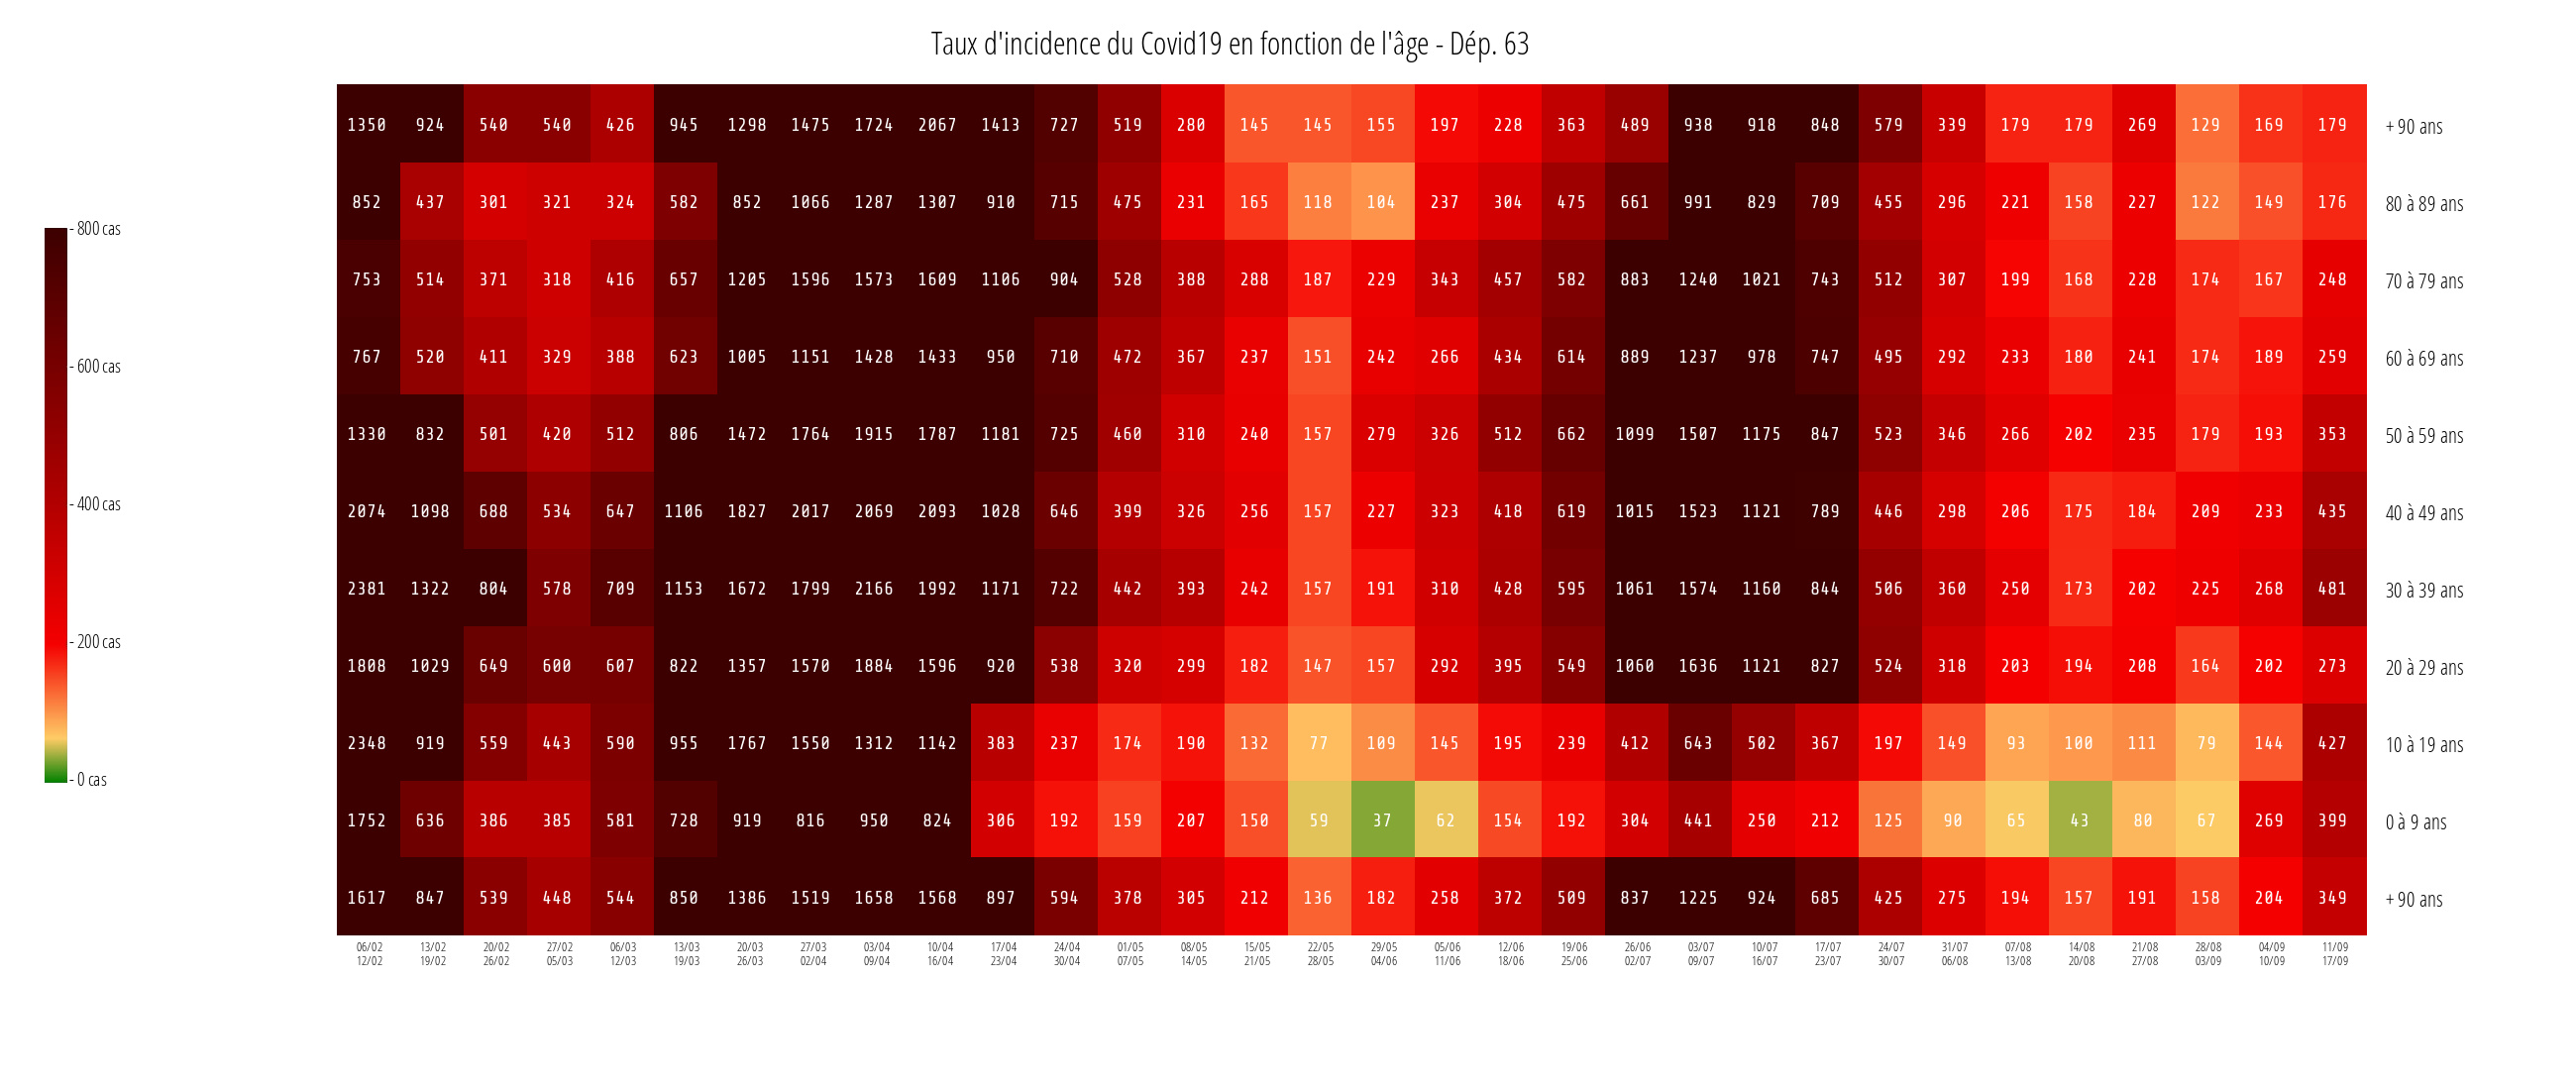 Taux d'incidence du Covid19 en fonction de l'âge - Dép. 63
- 800 cas
- 600 cas
- 400 cas
- 200 cas
- 0 cas
1350 924 540 540 426 945 1298 1475 1724 2067 1413 727 519 280 145 145 155 197 228 363 489 938 918 848 579 339 179 179 269 129 169 179 + 90 ans
852 437 301 321 324 582 852 1066 1287 1307 910 715 475 231 165 118 104 237 304 475 661 991 829 709 455 296 221 158 227 122 149 176 80 à 89 ans
753 514 371 318 416 657 1205 1596 1573 1609 1106 904 528 388 288 187 229 343 457 582 883 1240 1021 743 512 307 199 168 228 174 167 248 70 à 79 ans
767 520 411 329 388 623 1005 1151 1428 1433 950 710 472 367 237 151 242 266 434 614 889 1237 978 747 495 292 233 180 241 174 189 259 60 à 69 ans
1330 832 501 420 512 806 1472 1764 1915 1787 1181 725 460 310 240 157 279 326 512 662 1099 1507 1175 847 523 346 266 202 235 179 193 353 50 à 59 ans
2074 1098 688 534 647 1106 1827 2017 2069 2093 1028 646 399 326 256 157 227 323 418 619 1015 1523 1121 789 446 298 206 175 184 209 233 435 40 à 49 ans
2381 1322 804 578 709 1153 1672 1799 2166 1992 1171 722 442 393 242 157 191 310 428 595 1061 1574 1160 844 506 360 250 173 202 225 268 481 30 à 39 ans
1808 1029 649 600 607 822 1357 1570 1884 1596 920 538 320 299 182 147 157 292 395 549 1060 1636 1121 827 524 318 203 194 208 164 202 273 20 à 29 ans
2348 919 559 443 590 955 1767 1550 1312 1142 383 237 174 190 132 77 109 145 195 239 412 643 502 367 197 149 93 100 111 79 144 427 10 à 19 ans
1752 636 386 385 581 728 919 816 950 824 306 192 159 207 150 59 37 62 154 192 304 441 250 212 125 90 65 43 80 67 269 399 0 à 9 ans
1617 847 539 448 544 850 1386 1519 1658 1568 897 594 378 305 212 136 182 258 372 509 837 1225 924 685 425 275 194 157 191 158 204 349 + 90 ans
06/02 13/02 20/02 27/02 06/03 13/03 20/03 27/03 03/04 10/04 17/04 24/04 01/05 08/05 15/05 22/05 29/05 05/06 12/06 19/06 26/06 03/07 10/07 17/07 24/07 31/07 07/08 14/08 21/08 28/08 04/09 11/09
12/02 19/02 26/02 05/03 12/03 19/03 26/03 02/04 09/04 16/04 23/04 30/04 07/05 14/05 21/05 28/05 04/06 11/06 18/06 25/06 02/07 09/07 16/07 23/07 30/07 06/08 13/08 20/08 27/08 03/09 10/09 17/09